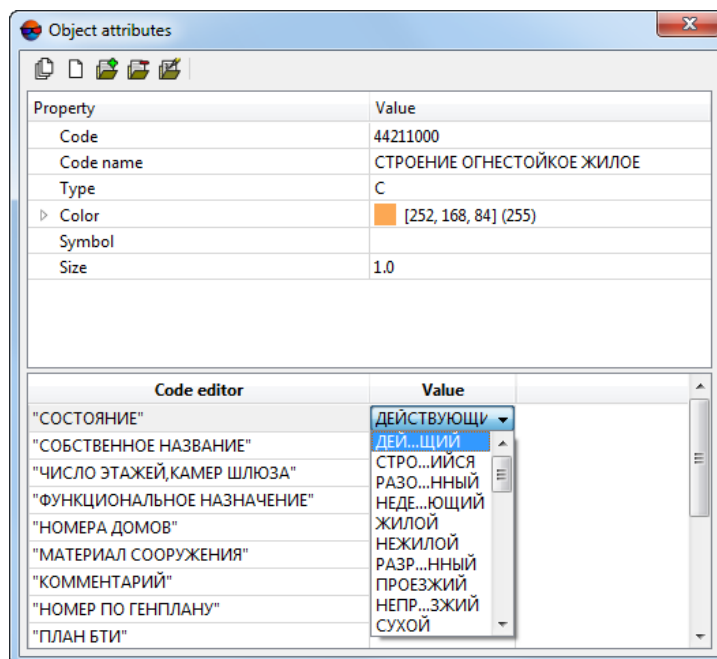 Object attributes
Property Value
Code 44211000
Code name СТРОЕНИЕ ОГНЕСТОЙКОЕ ЖИЛОЕ
Type C
Color [252, 168, 84] (255)
Symbol
Size 1.0
Code editor Value
"СОСТОЯНИЕ" ДЕЙСТВУЮЩИ
"СОБСТВЕННОЕ НАЗВАНИЕ" ДЕЙ...ЩИЙ
"ЧИСЛО ЭТАЖЕЙ,КАМЕР ШЛЮЗА" СТРО...ИЙСЯ
РАЗО...ННЫЙ
"ФУНКЦИОНАЛЬНОЕ НАЗНАЧЕНИЕ" НЕДЕ...ЮЩИЙ
"НОМЕРА ДОМОВ" ЖИЛОЙ
НЕЖИЛОЙ
"МАТЕРИАЛ СООРУЖЕНИЯ" РАЗР...ННЫЙ
"КОММЕНТАРИЙ" ПРОЕЗЖИЙ
"НОМЕР ПО ГЕНПЛАНУ" НЕПР...ЗЖИЙ
"ПЛАН БТИ" СУХОЙ